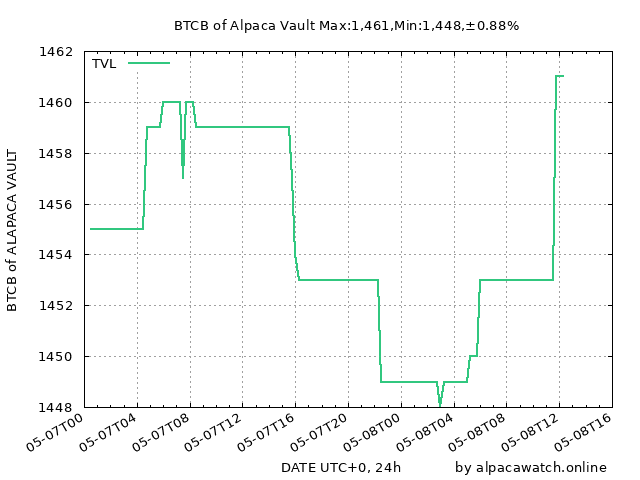 BTCB of Alpaca Vault Max:1,461,Min:1,448,±0.88%
TVL
BTCB of ALAPACA VAULT
1462
1460
1458
1456
1454
1452
1450
1448
05-07T00
05-07T04
05-07T08
05-07T12
05-07T16
05-07T20
05-08T00
05-08T04
05-08T08
05-08T12
05-08T16
DATE UTC+0, 24h
by alpacawatch.online